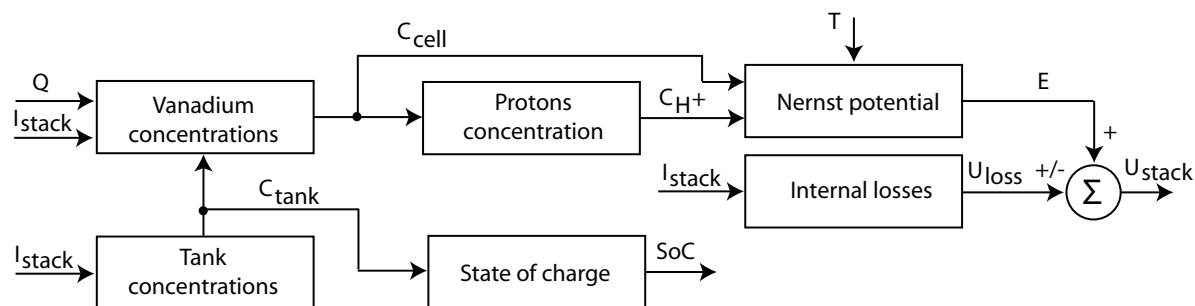 T
C_cell
Q
I_stack
Vanadium
concentrations
Protons
concentration
C_H+
Nernst potential
E
+
I_stack
Internal losses
U_loss
+/-
Σ
U_stack
C_tank
I_stack
Tank
concentrations
State of charge
SoC